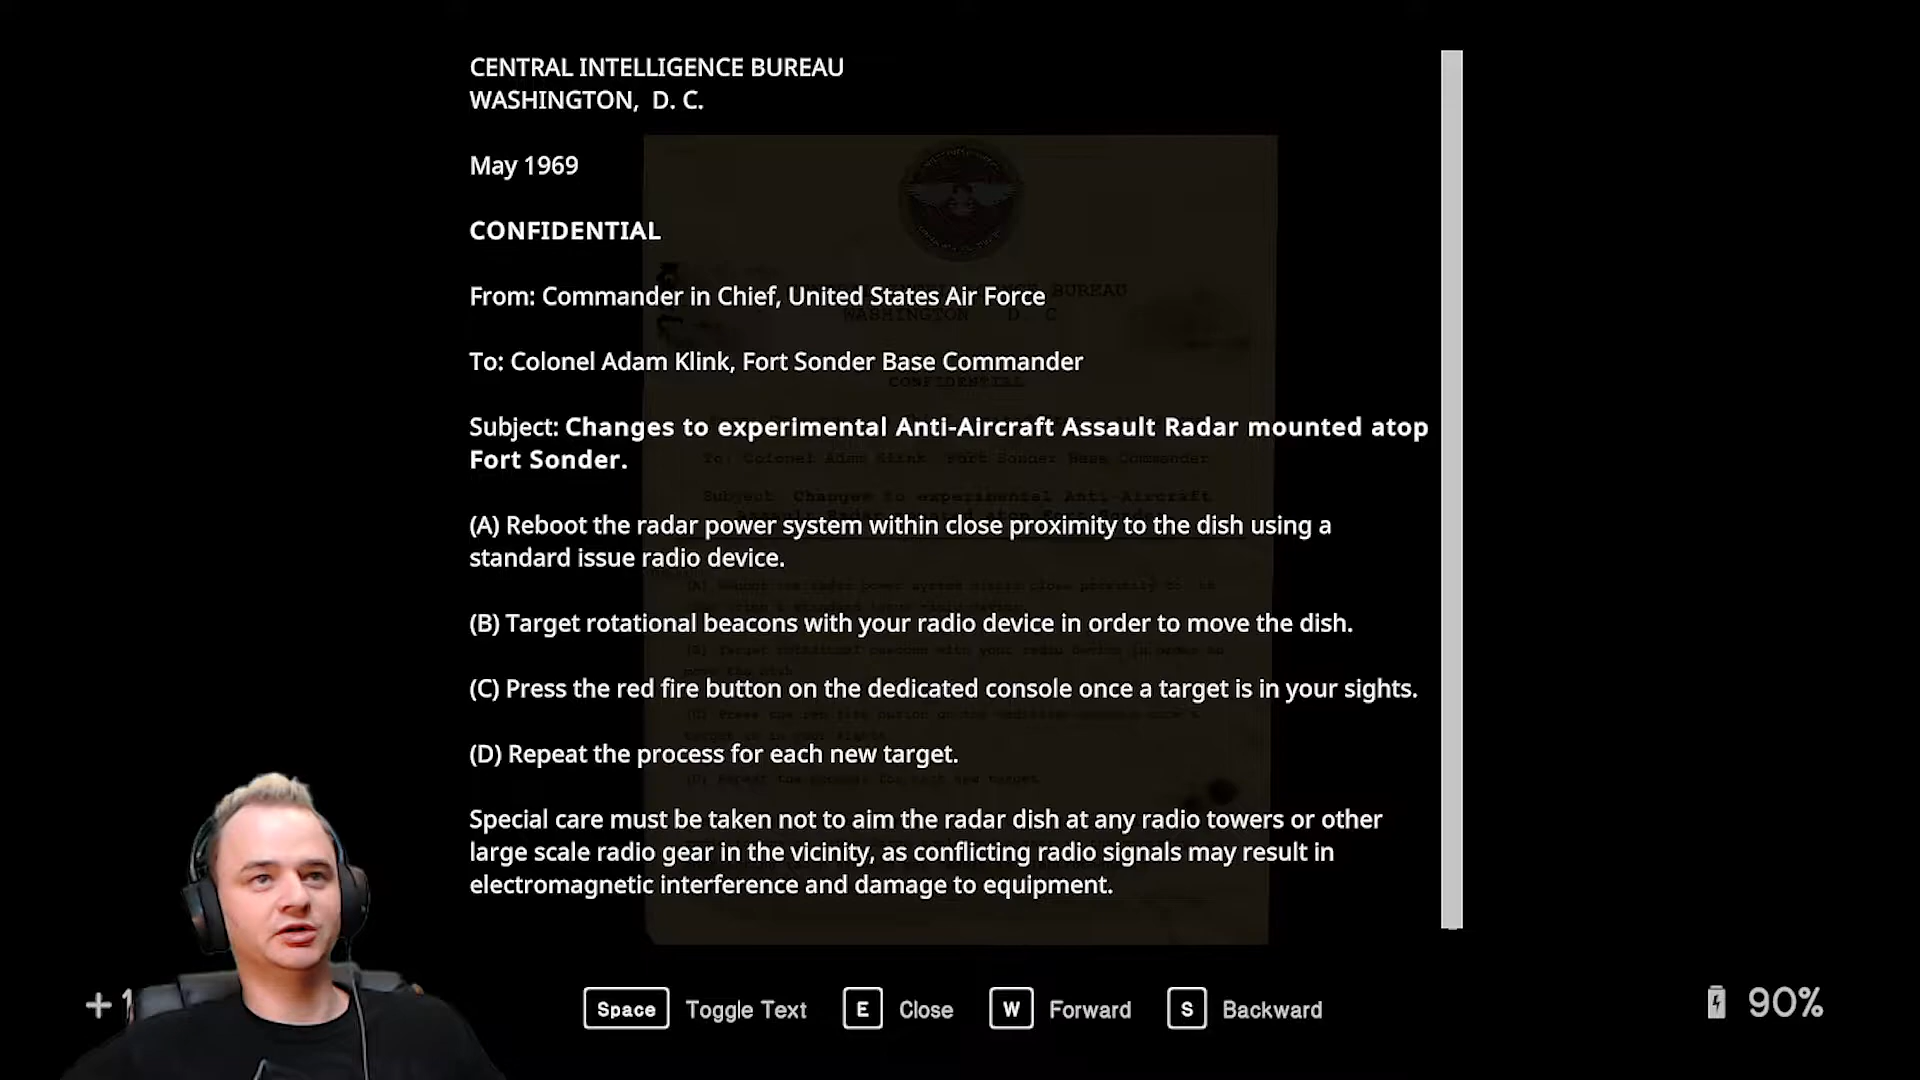 CENTRAL INTELLIGENCE BUREAU
WASHINGTON, D. C.
May 1969
CONFIDENTIAL
From: Commander in Chief, United States Air Force
To: Colonel Adam Klink, Fort Sonder Base Commander
Subject: Changes to experimental Anti-Aircraft Assault Radar mounted atop
Fort Sonder.
(A) Reboot the radar power system within close proximity to the dish using a
standard issue radio device.
(B) Target rotational beacons with your radio device in order to move the dish.
(C) Press the red fire button on the dedicated console once a target is in your sights.
(D) Repeat the process for each new target.
Special care must be taken not to aim the radar dish at any radio towers or other
large scale radio gear in the vicinity, as conflicting radio signals may result in
electromagnetic interference and damage to equipment.
Space Toggle Text E Close W Forward S Backward
90%